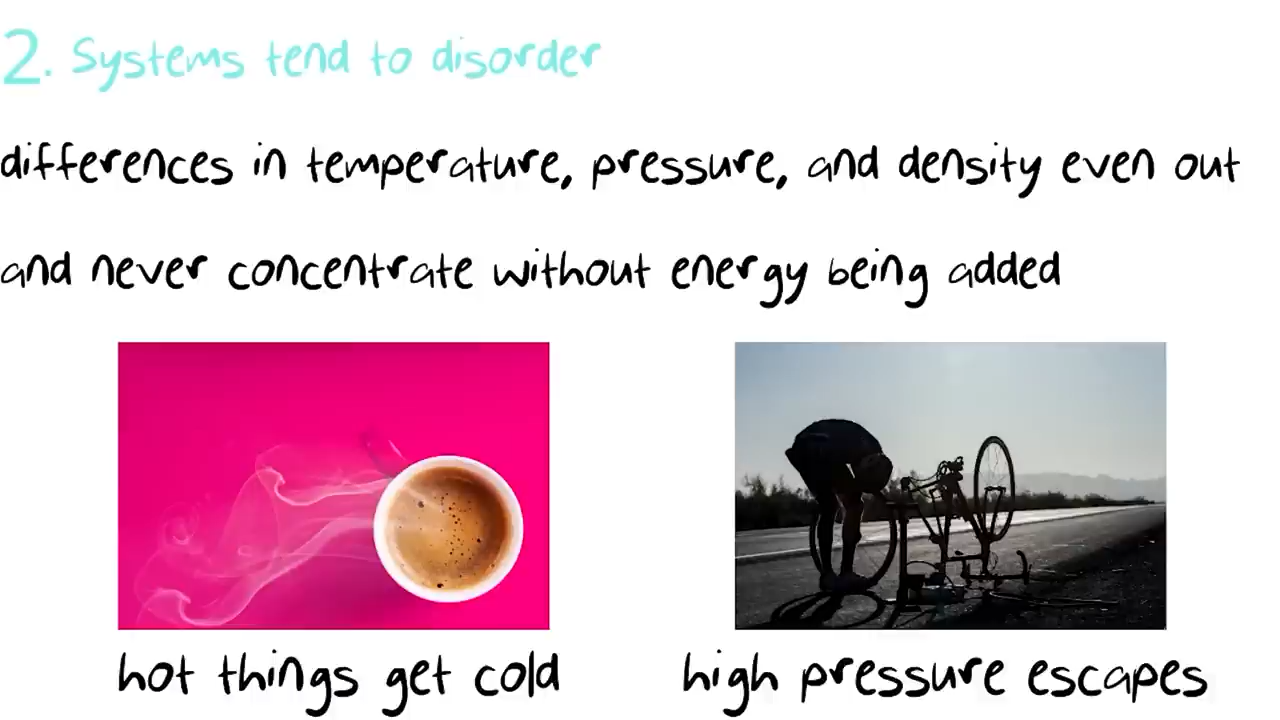 2. Systems tend to disorder
differences in temperature, pressure, and density even out
and never concentrate without energy being added
hot things get cold
high pressure escapes